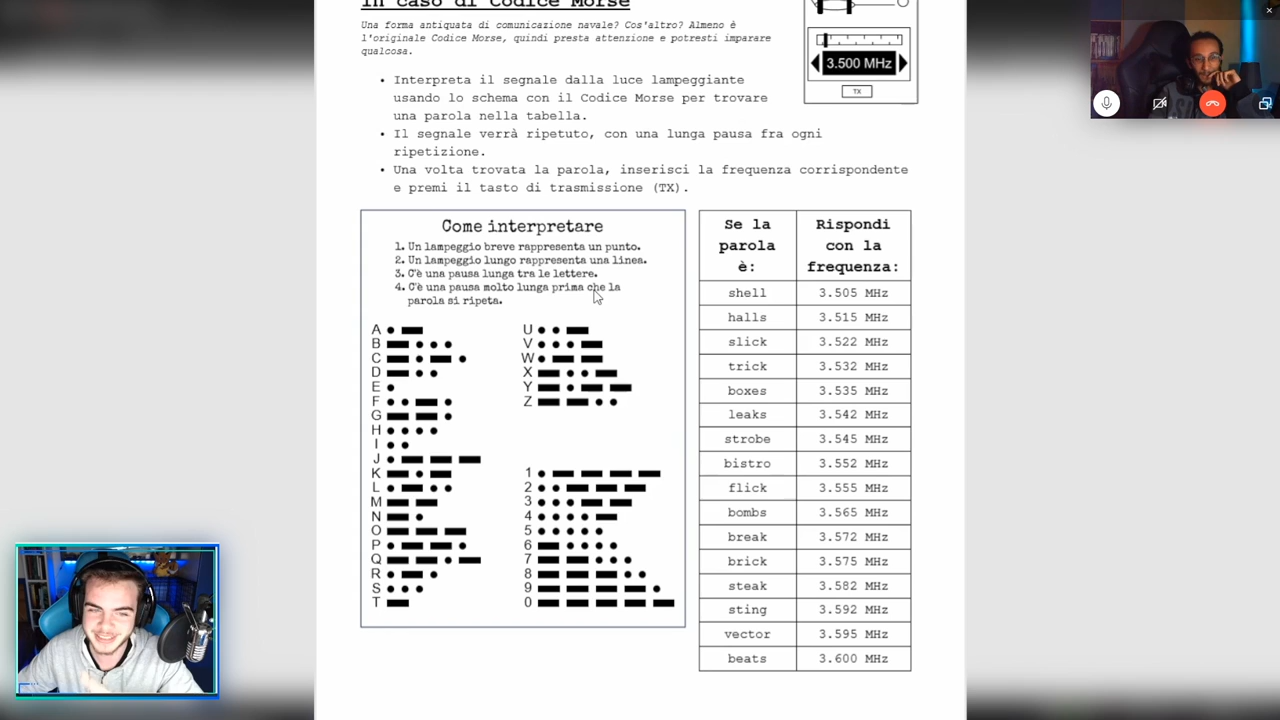 In caso di Codice Morse
Una forma antiquata di comunicazione navale? Cos'altro? Almeno è
l'originale Codice Morse, quindi presta attenzione e potresti imparare
qualcosa.
• Interpreta il segnale dalla luce lampeggiante
usando lo schema con il Codice Morse per trovare
una parola nella tabella.
• Il segnale verrà ripetuto, con una lunga pausa fra ogni
ripetizione.
• Una volta trovata la parola, inserisci la frequenza corrispondente
e premi il tasto di trasmissione (TX).
3.500 MHz
TX
Come interpretare
1. Un lampeggio breve rappresenta un punto.
2. Un lampeggio lungo rappresenta una linea.
3. C'è una pausa lunga tra le lettere.
4. C'è una pausa molto lunga prima che la
parola si ripeta.
A
B
C
D
E
F
G
H
I
J
K
L
M
N
O
P
Q
R
S
T
U
V
W
X
Y
Z
1
2
3
4
5
6
7
8
9
0
Se la parola è: Rispondi con la frequenza:
shell 3.505 MHz
halls 3.515 MHz
slick 3.522 MHz
trick 3.532 MHz
boxes 3.535 MHz
leaks 3.542 MHz
strobe 3.545 MHz
bistro 3.552 MHz
flick 3.555 MHz
bombs 3.565 MHz
break 3.572 MHz
brick 3.575 MHz
steak 3.582 MHz
sting 3.592 MHz
vector 3.595 MHz
beats 3.600 MHz